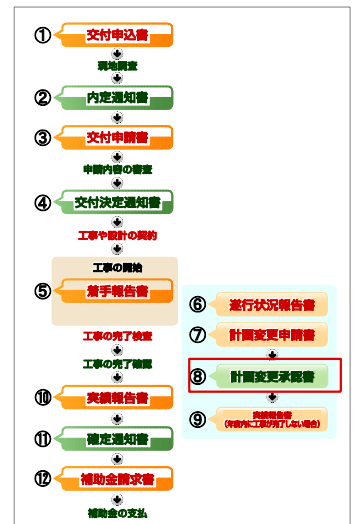 ① 交付申込書
現地調査
② 内定通知書
③ 交付申請書
申請内容の審査
④ 交付決定通知書
工事や設計の契約
工事の開始
⑤ 着手報告書
⑥ 遂行状況報告書
⑦ 計画変更申請書
⑧ 計画変更承認書
⑨ 実績報告書
(年度内に工事が完了しない場合)
工事の完了検査
工事の完了確認
⑩ 実績報告書
⑪ 確定通知書
⑫ 補助金請求書
補助金の支払